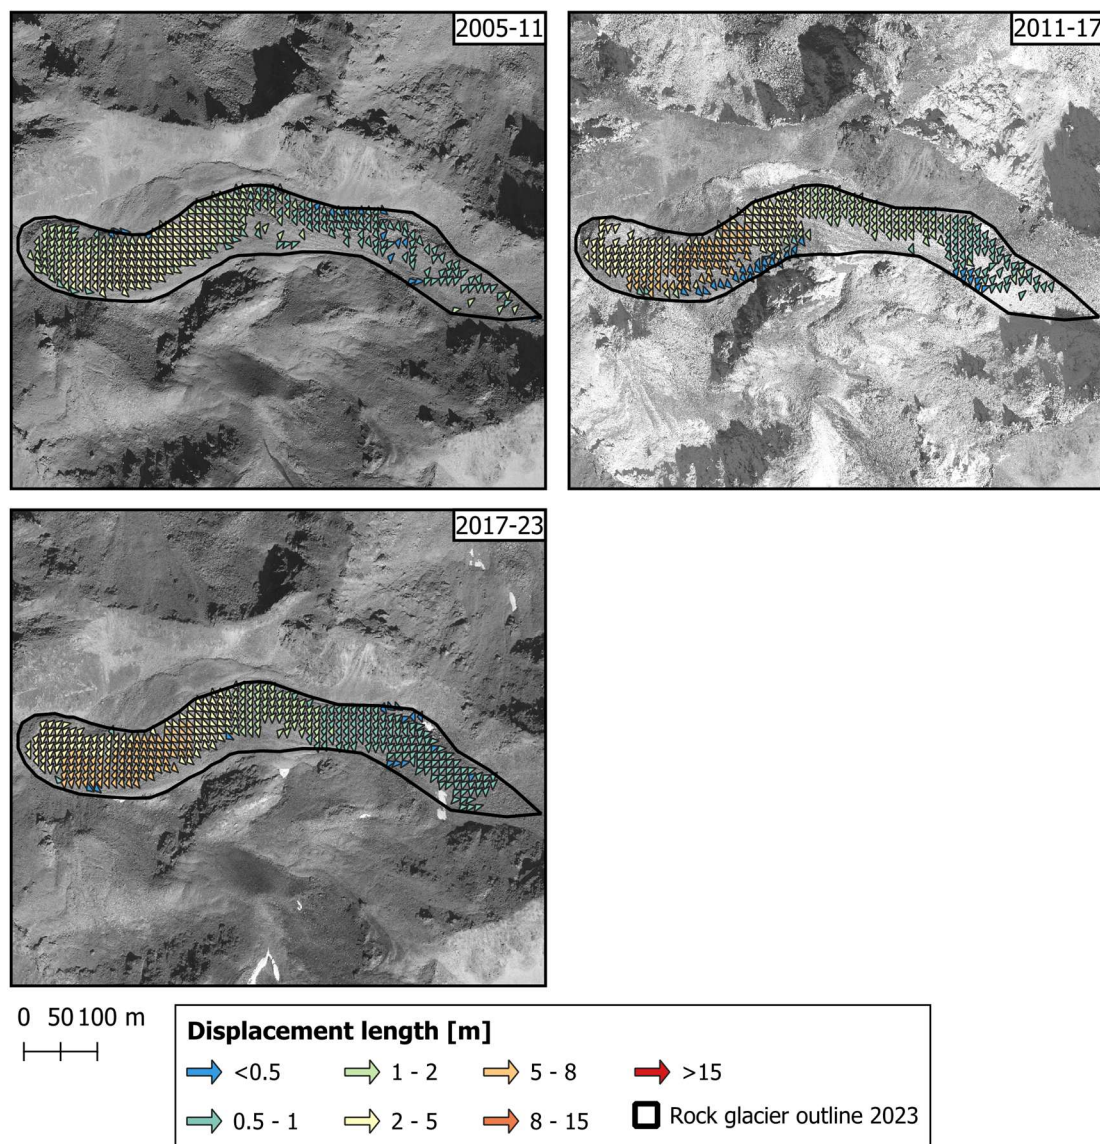 2005-11
2011-17
2017-23
0 50 100 m
Displacement length [m]
<0.5
1 - 2
5 - 8
>15
0.5 - 1
2 - 5
8 - 15
Rock glacier outline 2023